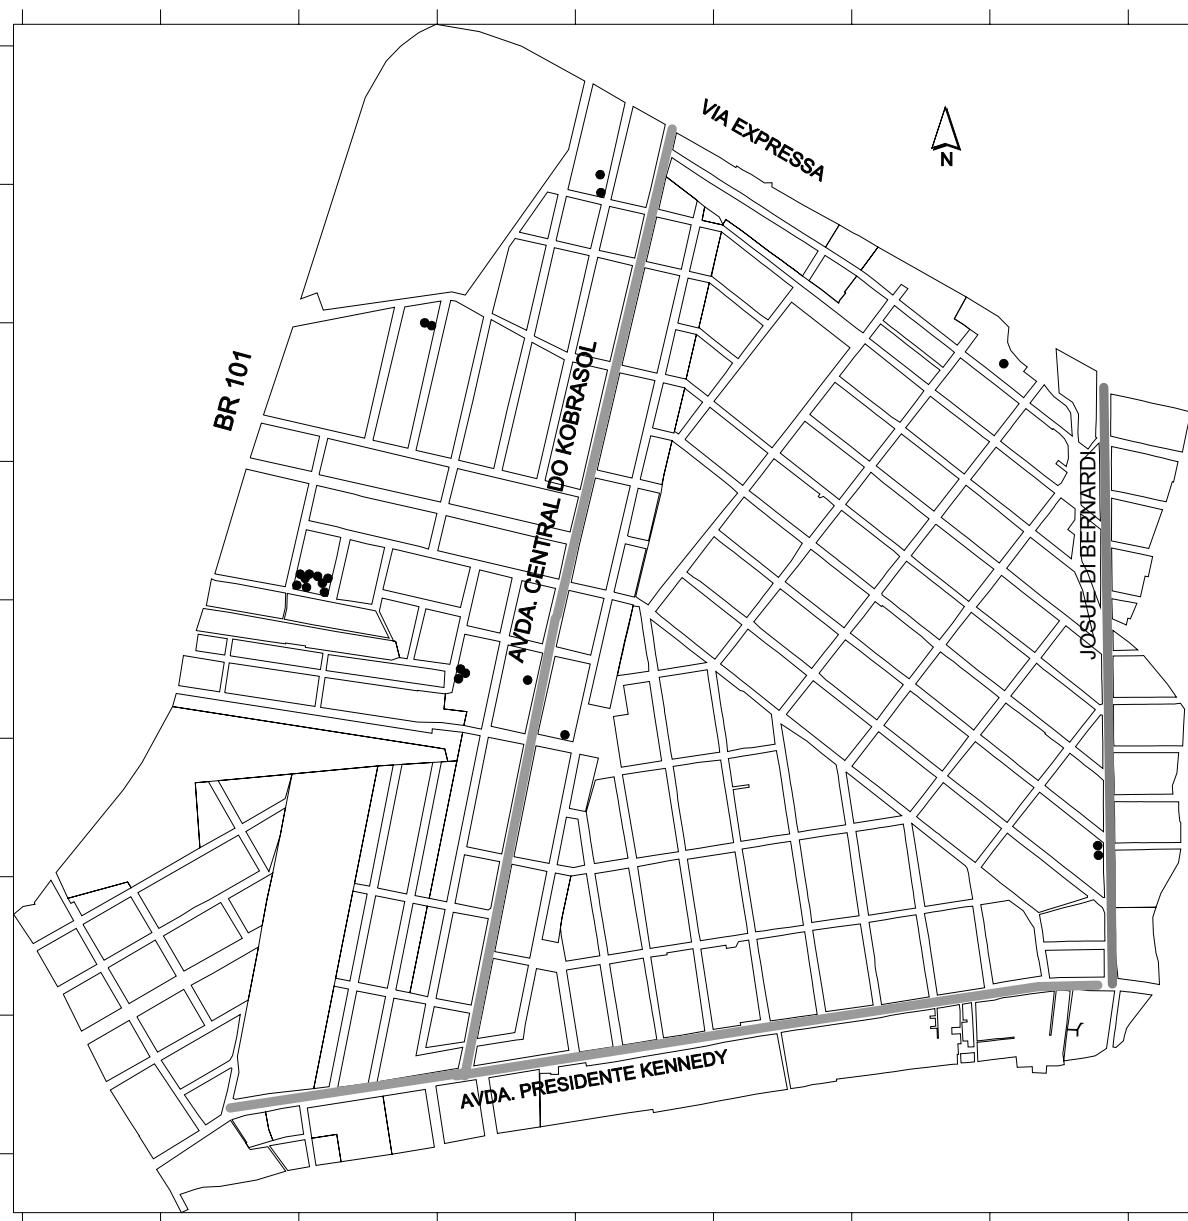 VIA EXPRESSA
N
BR 101
AVDA. CENTRAL DO KOBRASOL
JOSUE DI BERNARDI
AVDA. PRESIDENTE KENNEDY